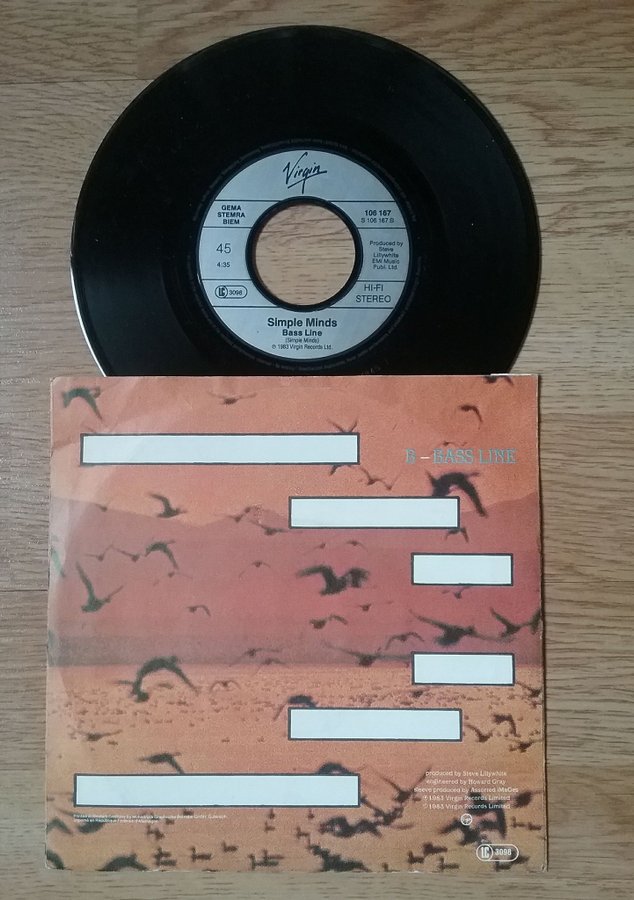 Virgin
GEMA
STEMRA
BIEM
106 167
S 106 167 B
45
4:35
Produced by
Steve
Lillywhite
EMI Music
Publ. Ltd
LC 3098
HI-FI
STEREO
Simple Minds
Bass Line
(Simple Minds)
℗ 1983 Virgin Records Ltd.
B – BASS LINE
produced by Steve Lillywhite
engineered by Howard Gray
sleeve produced by Assorted iMaGes
℗ 1983 Virgin Records Limited
© 1983 Virgin Records Limited
LC 3098